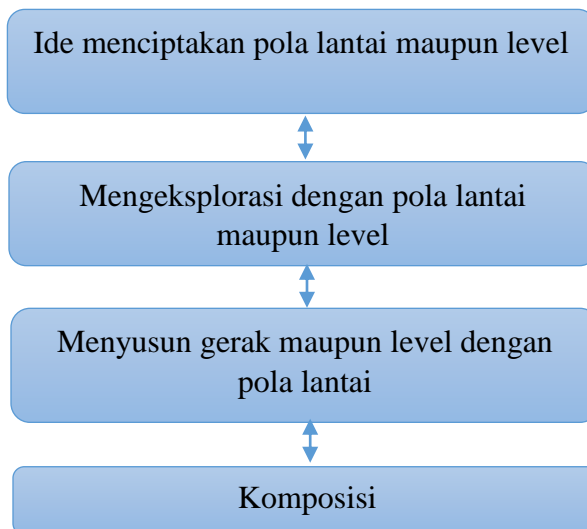 Ide menciptakan pola lantai maupun level
Mengeksplorasi dengan pola lantai
maupun level
Menyusun gerak maupun level dengan
pola lantai
Komposisi